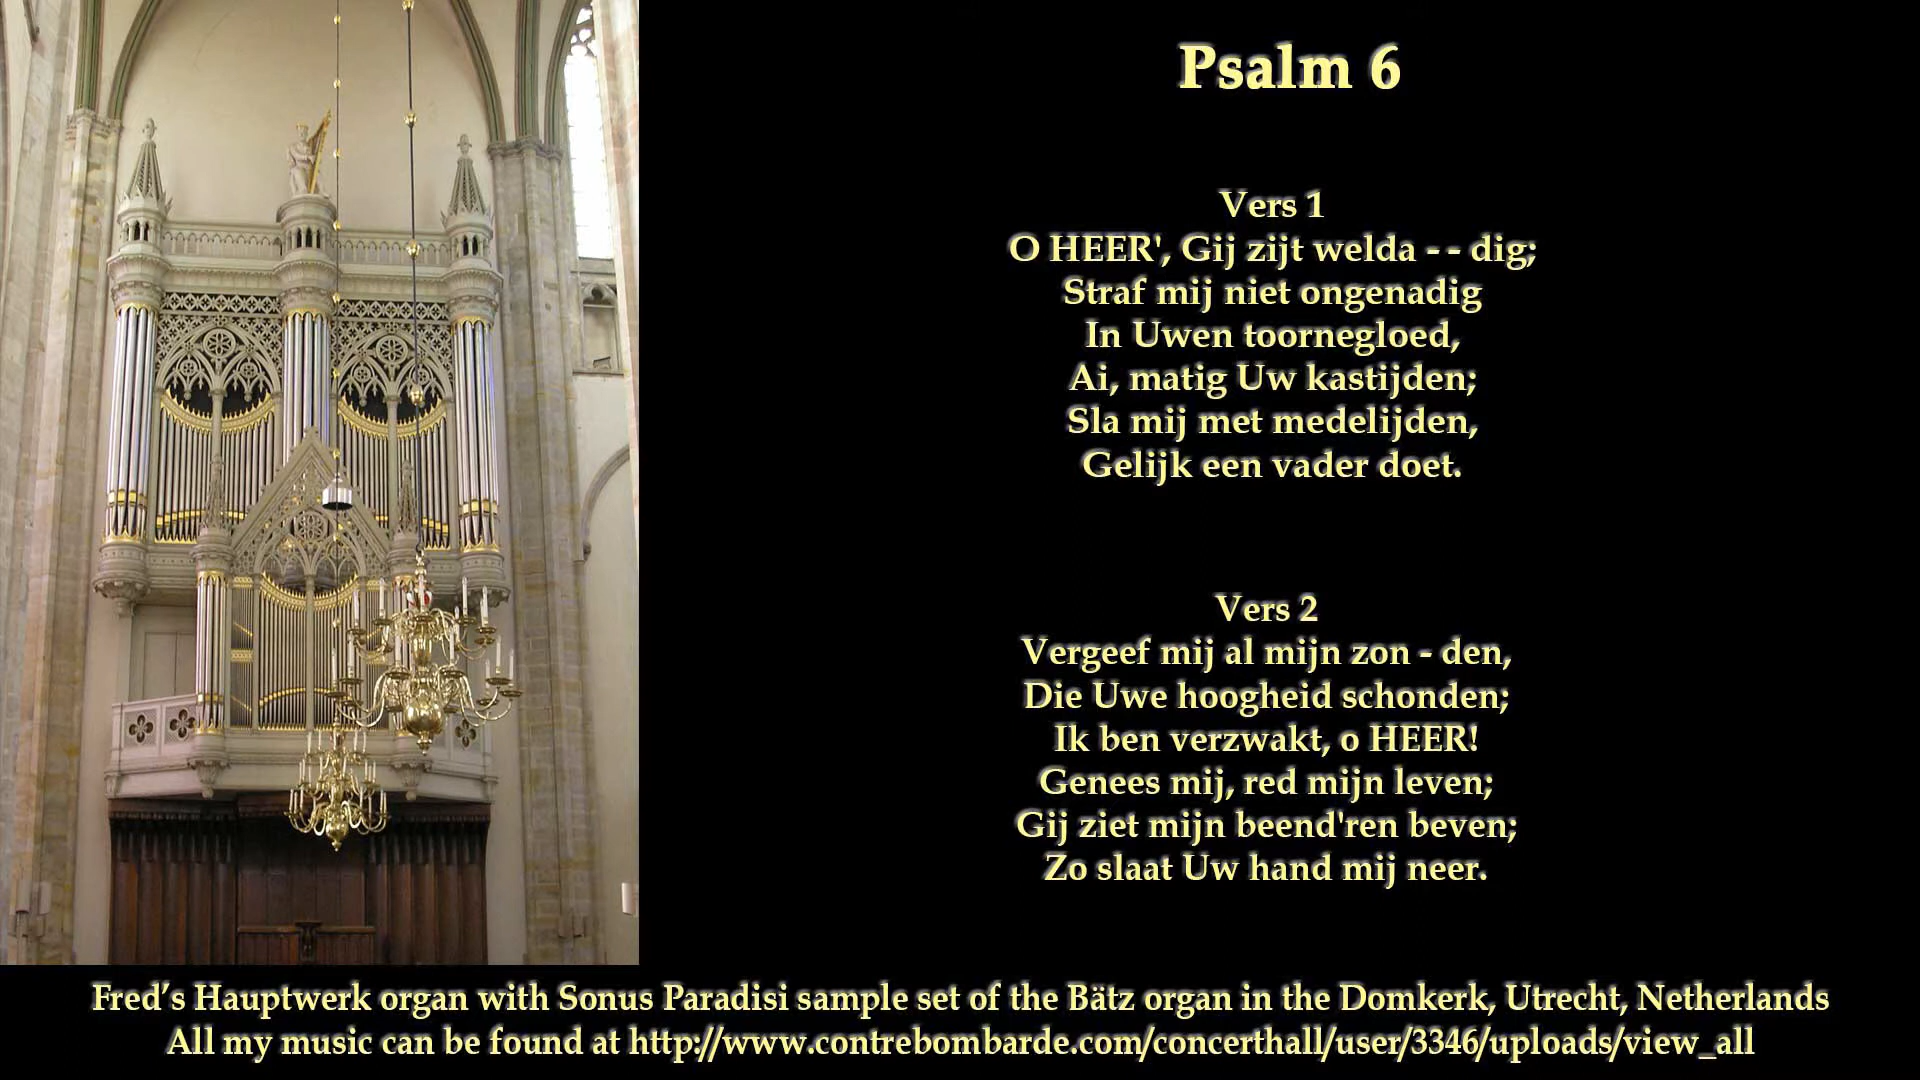 Psalm 6
Vers 1
O HEER', Gij zijt welda - - dig;
Straf mij niet ongenadig
In Uwen toornegloed,
Ai, matig Uw kastijden;
Sla mij met medelijden,
Gelijk een vader doet.
Vers 2
Vergeef mij al mijn zon - den,
Die Uwe hoogheid schonden;
Ik ben verzwakt, o HEER!
Genees mij, red mijn leven;
Gij ziet mijn beend'ren beven;
Zo slaat Uw hand mij neer.
Fred’s Hauptwerk organ with Sonus Paradisi sample set of the Bätz organ in the Domkerk, Utrecht, Netherlands
All my music can be found at http://www.contrebombarde.com/concerthall/user/3346/uploads/view_all